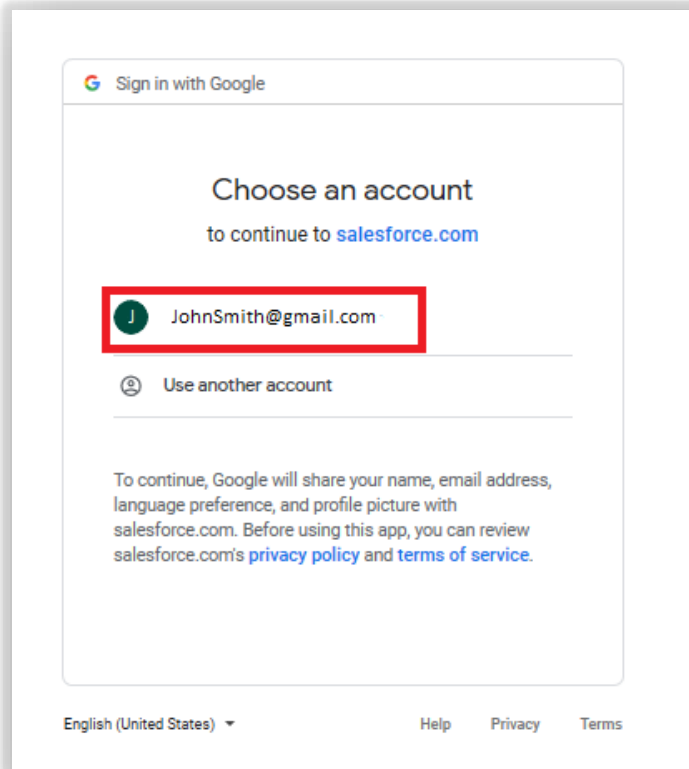 G Sign in with Google
Choose an account
to continue to salesforce.com
J JohnSmith@gmail.com
Use another account
To continue, Google will share your name, email address,
language preference, and profile picture with
salesforce.com. Before using this app, you can review
salesforce.com's privacy policy and terms of service.
English (United States) Help Privacy Terms